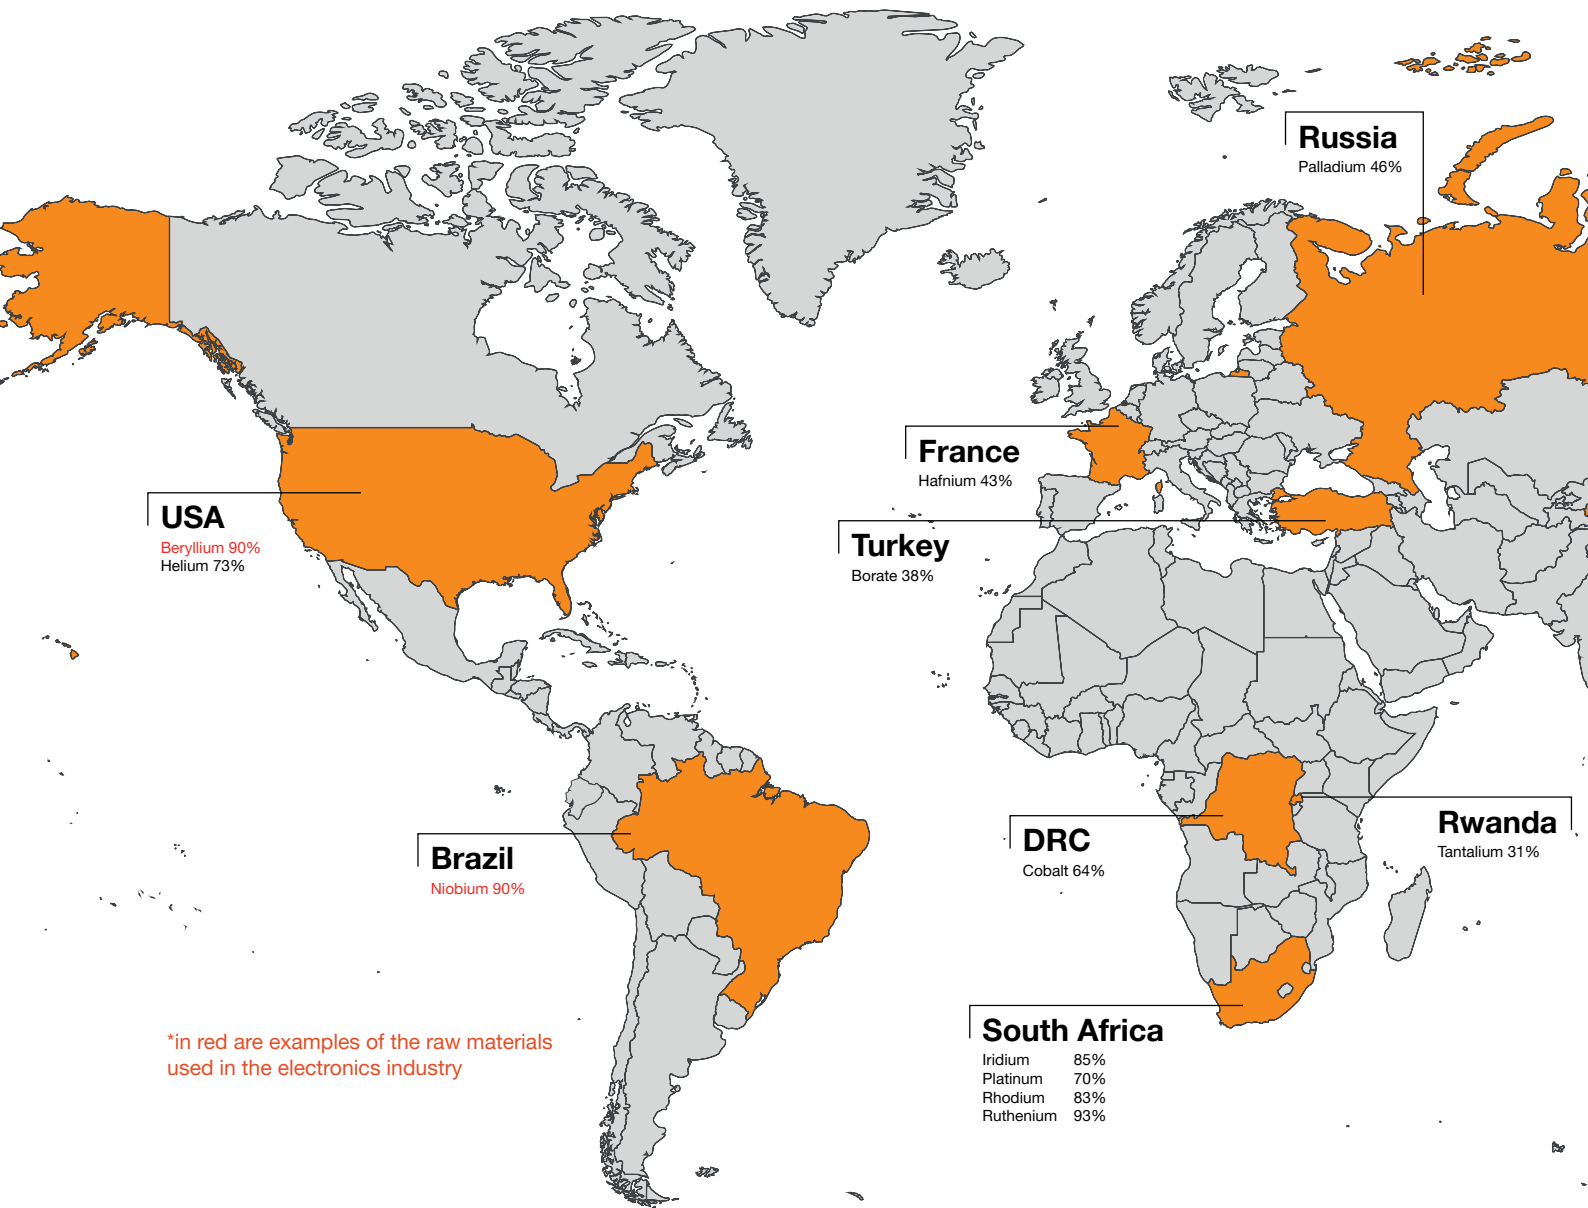 Russia
Palladium 46%
France
Hafnium 43%
USA
Beryllium 90%
Helium 73%
Turkey
Borate 38%
Brazil
Niobium 90%
DRC
Cobalt 64%
Rwanda
Tantalium 31%
South Africa
Iridium 85%
Platinum 70%
Rhodium 83%
Ruthenium 93%
*in red are examples of the raw materials
used in the electronics industry